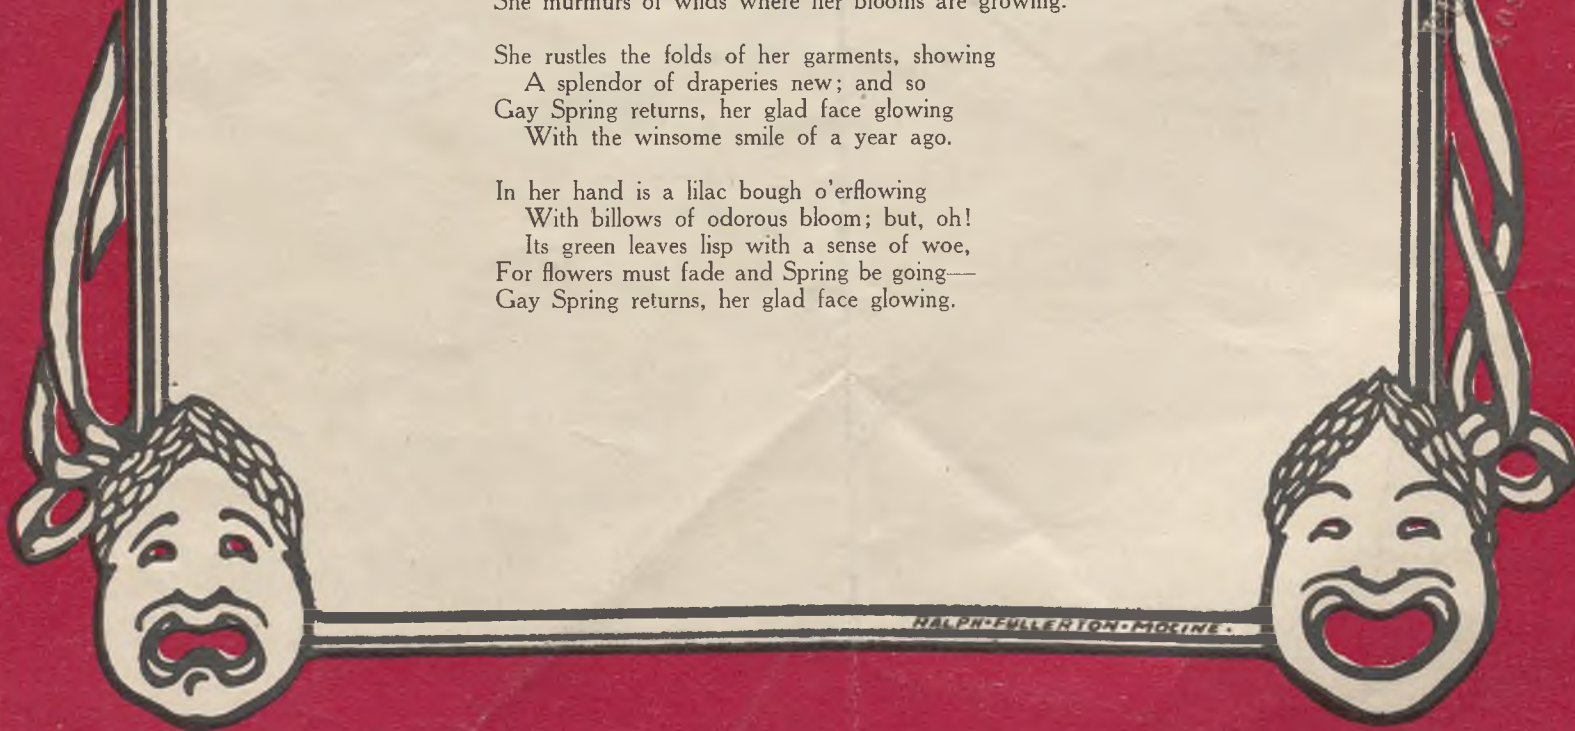 She murmurs of wilds where her blooms are growing.
She rustles the folds of her garments, showing
A splendor of draperies new; and so
Gay Spring returns, her glad face glowing
With the winsome smile of a year ago.
In her hand is a lilac bough o'erflowing
With billows of odorous bloom; but, oh!
Its green leaves lisp with a sense of woe,
For flowers must fade and Spring be going—
Gay Spring returns, her glad face glowing.
RALPH·FULLERTON·MOCINE·